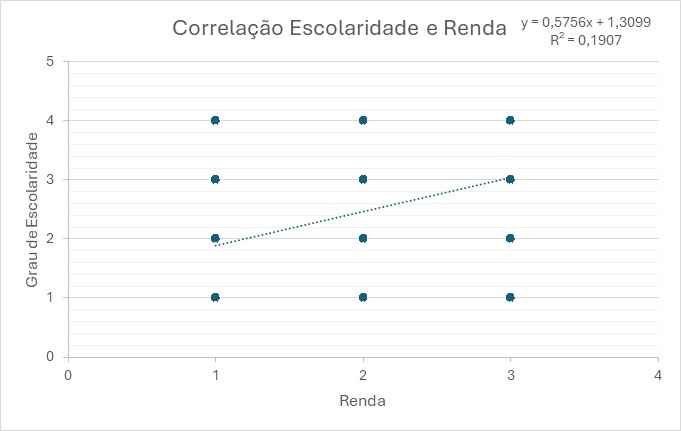 Correlação Escolaridade e Renda
y = 0,5756x + 1,3099
R² = 0,1907
Grau de Escolaridade
5
4
3
2
1
0
0 1 2 3 4
Renda